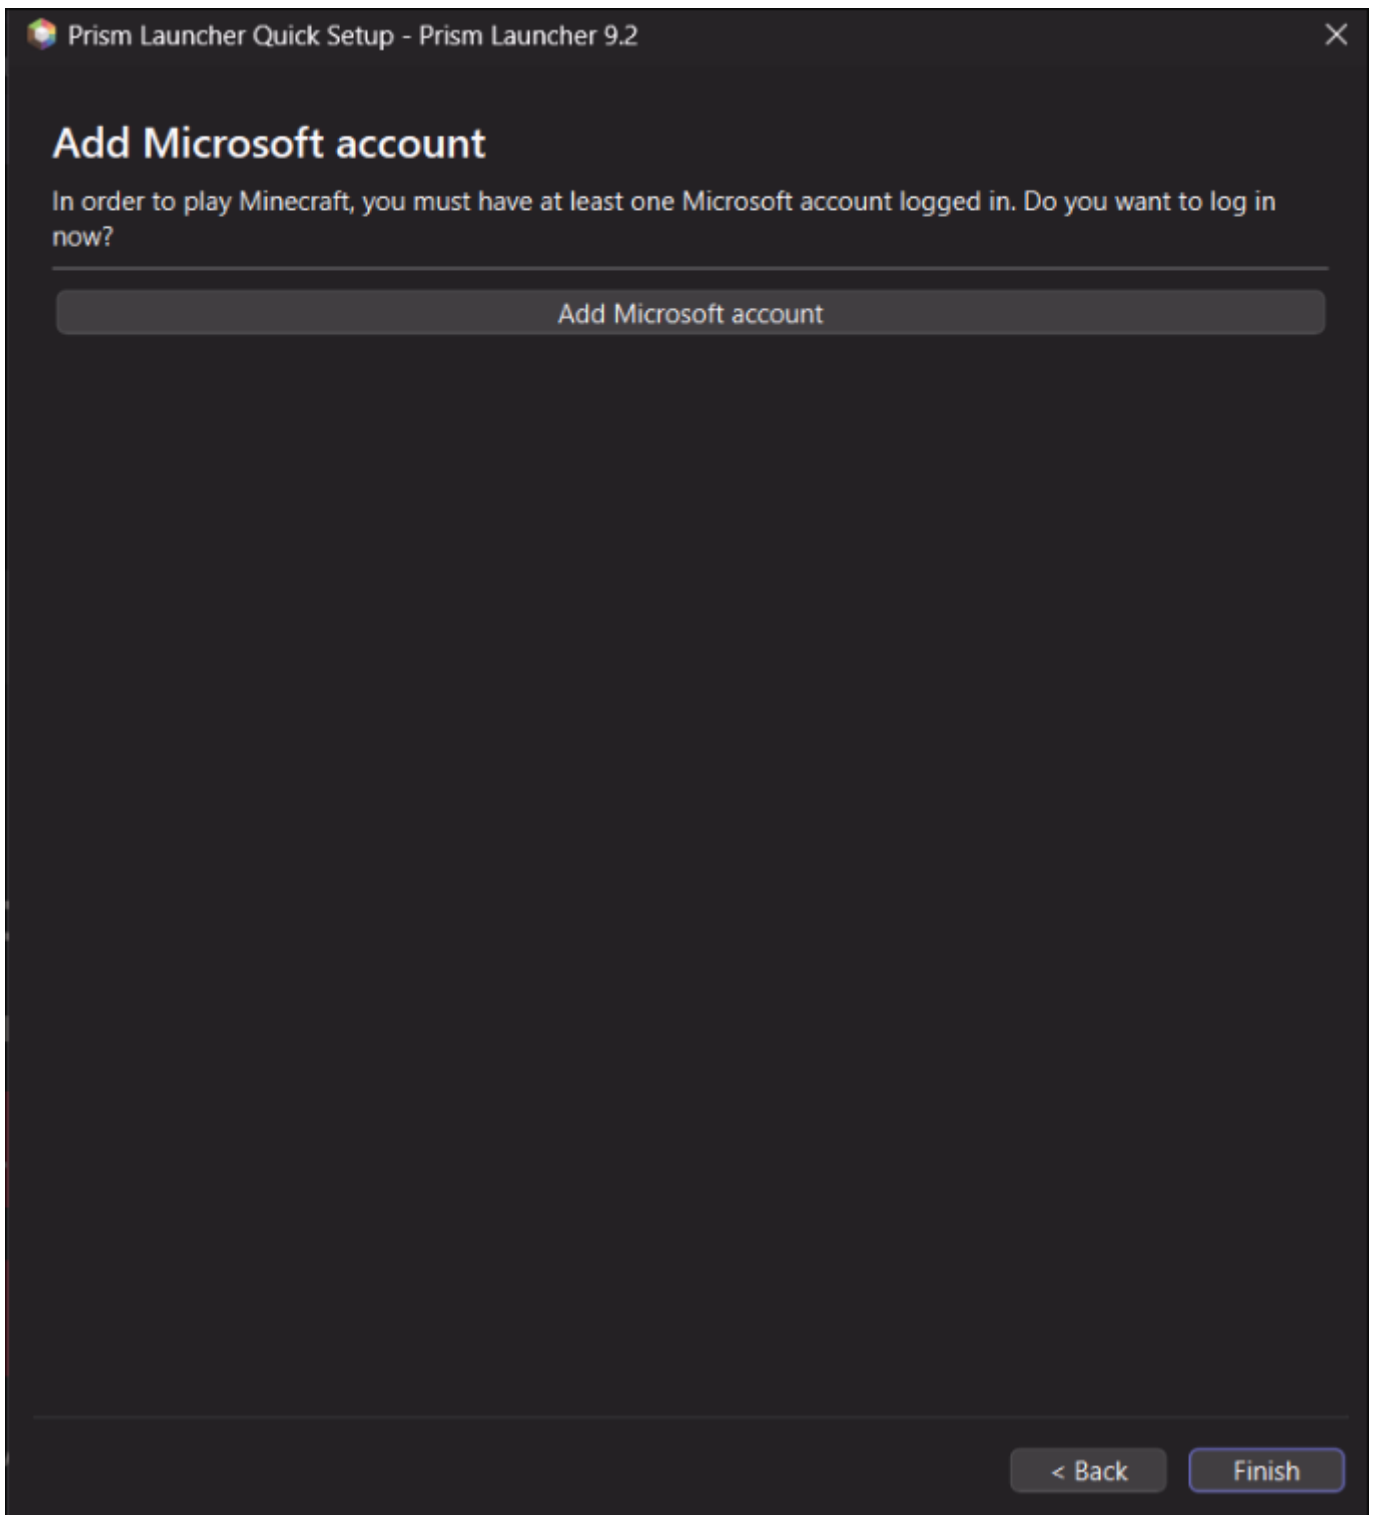 Prism Launcher Quick Setup - Prism Launcher 9.2
Add Microsoft account
In order to play Minecraft, you must have at least one Microsoft account logged in. Do you want to log in
now?
Add Microsoft account
< Back
Finish